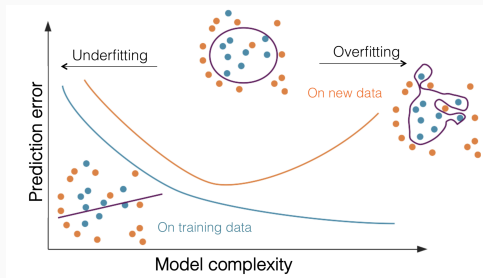 Underfitting
Overfitting
On new data
Prediction error
On training data
Model complexity